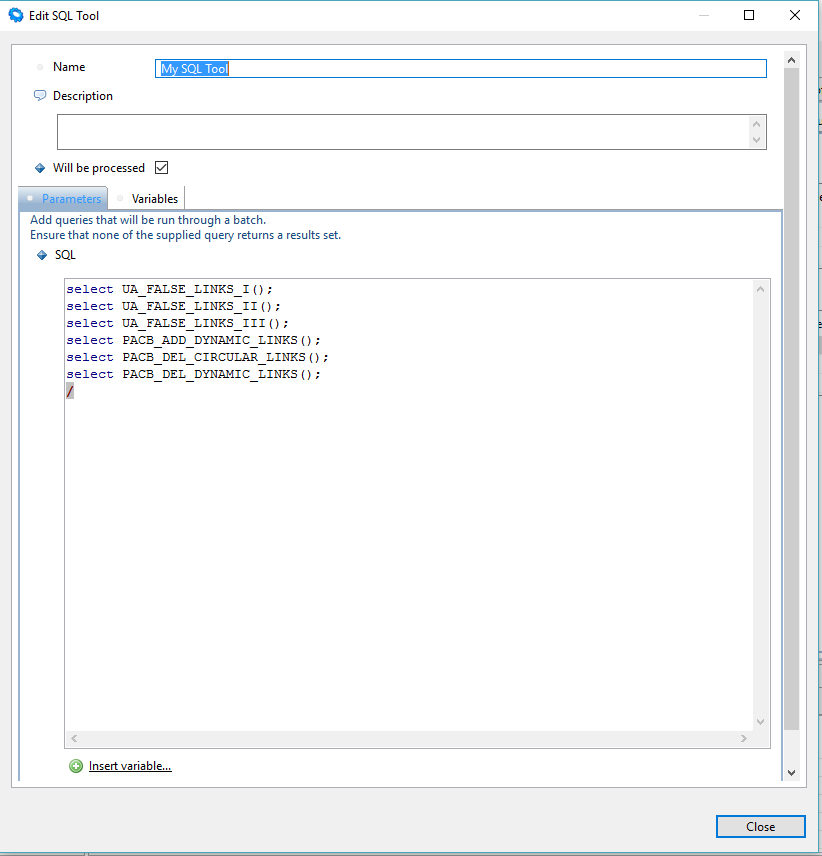 Edit SQL Tool
Name
My SQL Tool
Description
Will be processed
Parameters
Variables
Add queries that will be run through a batch.
Ensure that none of the supplied query returns a results set.
SQL
select UA_FALSE_LINKS_I();
select UA_FALSE_LINKS_II();
select UA_FALSE_LINKS_III();
select PACB_ADD_DYNAMIC_LINKS();
select PACB_DEL_CIRCULAR_LINKS();
select PACB_DEL_DYNAMIC_LINKS();
/
Insert variable...
Close